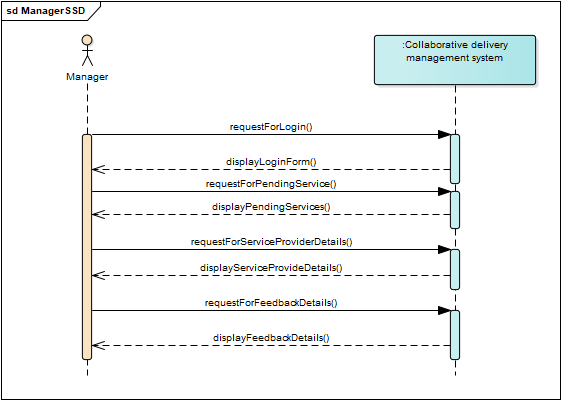 sd ManagerSSD
Manager
:Collaborative delivery
management system
requestForLogin()
displayLoginForm()
requestForPendingService()
displayPendingServices()
requestForServiceProviderDetails()
displayServiceProvideDetails()
requestForFeedbackDetails()
displayFeedbackDetails()